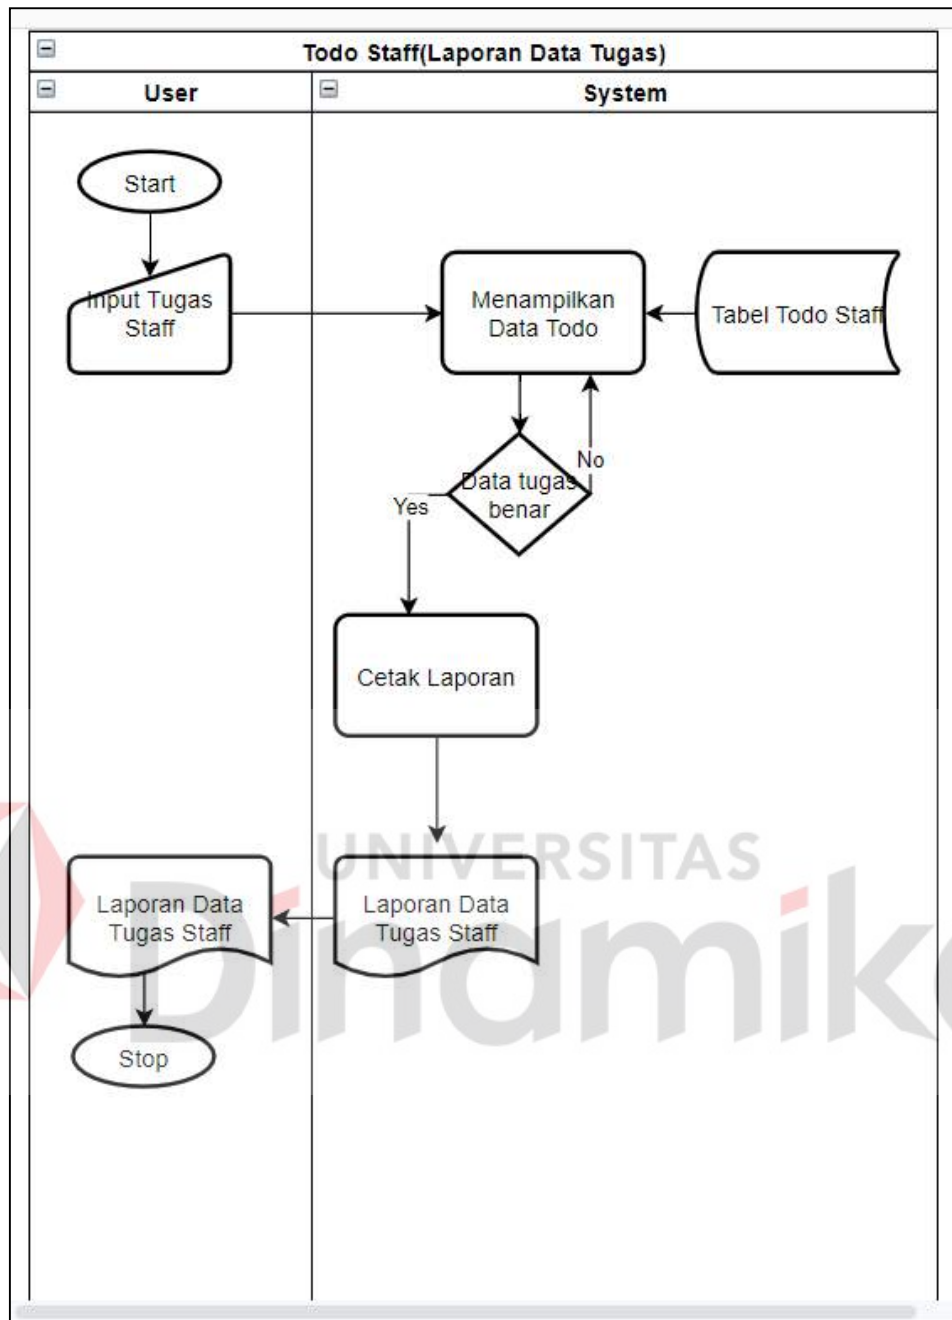 Todo Staff(Laporan Data Tugas)
User
System
Start
Input Tugas
Staff
Menampilkan
Data Todo
Tabel Todo Staff
Data tugas
benar
No
Yes
Cetak Laporan
UNIVERSITAS
Dinamika
Laporan Data
Tugas Staff
Laporan Data
Tugas Staff
Stop